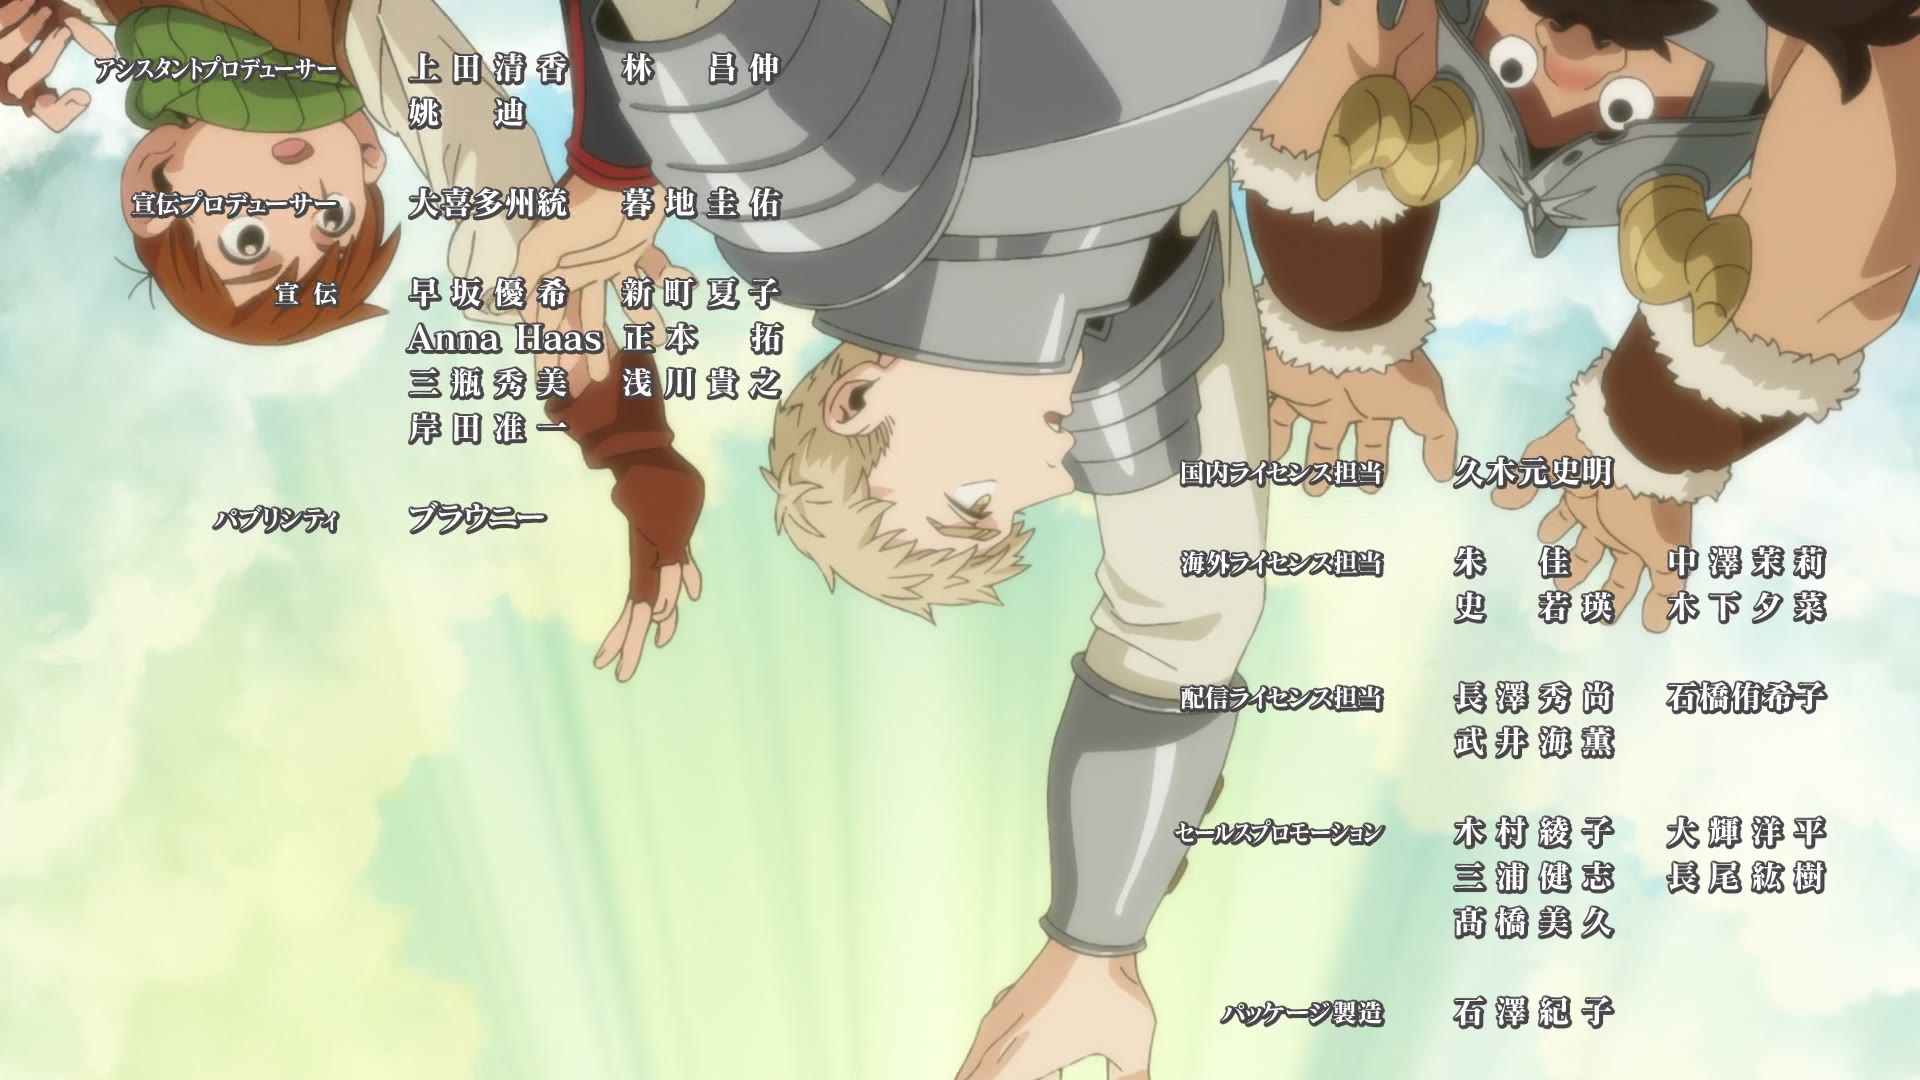 アシスタントプロデューサー 上田清香 林昌伸
姚迪
宣伝プロデューサー 大喜多州統 暮地圭佑
宣伝 早坂優希 新町夏子
Anna Haas 正本拓
三瓶秀美 浅川貴之
岸田准一
パブリシティ ブラウニー
国内ライセンス担当 久木元史明
海外ライセンス担当 朱佳 中澤茉莉
史若瑛 木下夕菜
配信ライセンス担当 長澤秀尚 石橋侑希子
武井海薫
セールスプロモーション 木村綾子 大輝洋平
三浦健志 長尾紘樹
髙橋美久
パッケージ製造 石澤紀子